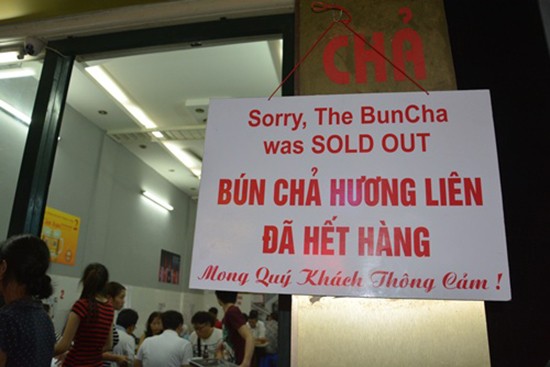 CHẢ
Sorry, The BunCha
was SOLD OUT
BÚN CHẢ HƯƠNG LIÊN
ĐÃ HẾT HÀNG
Mong Quý Khách Thông Cảm !